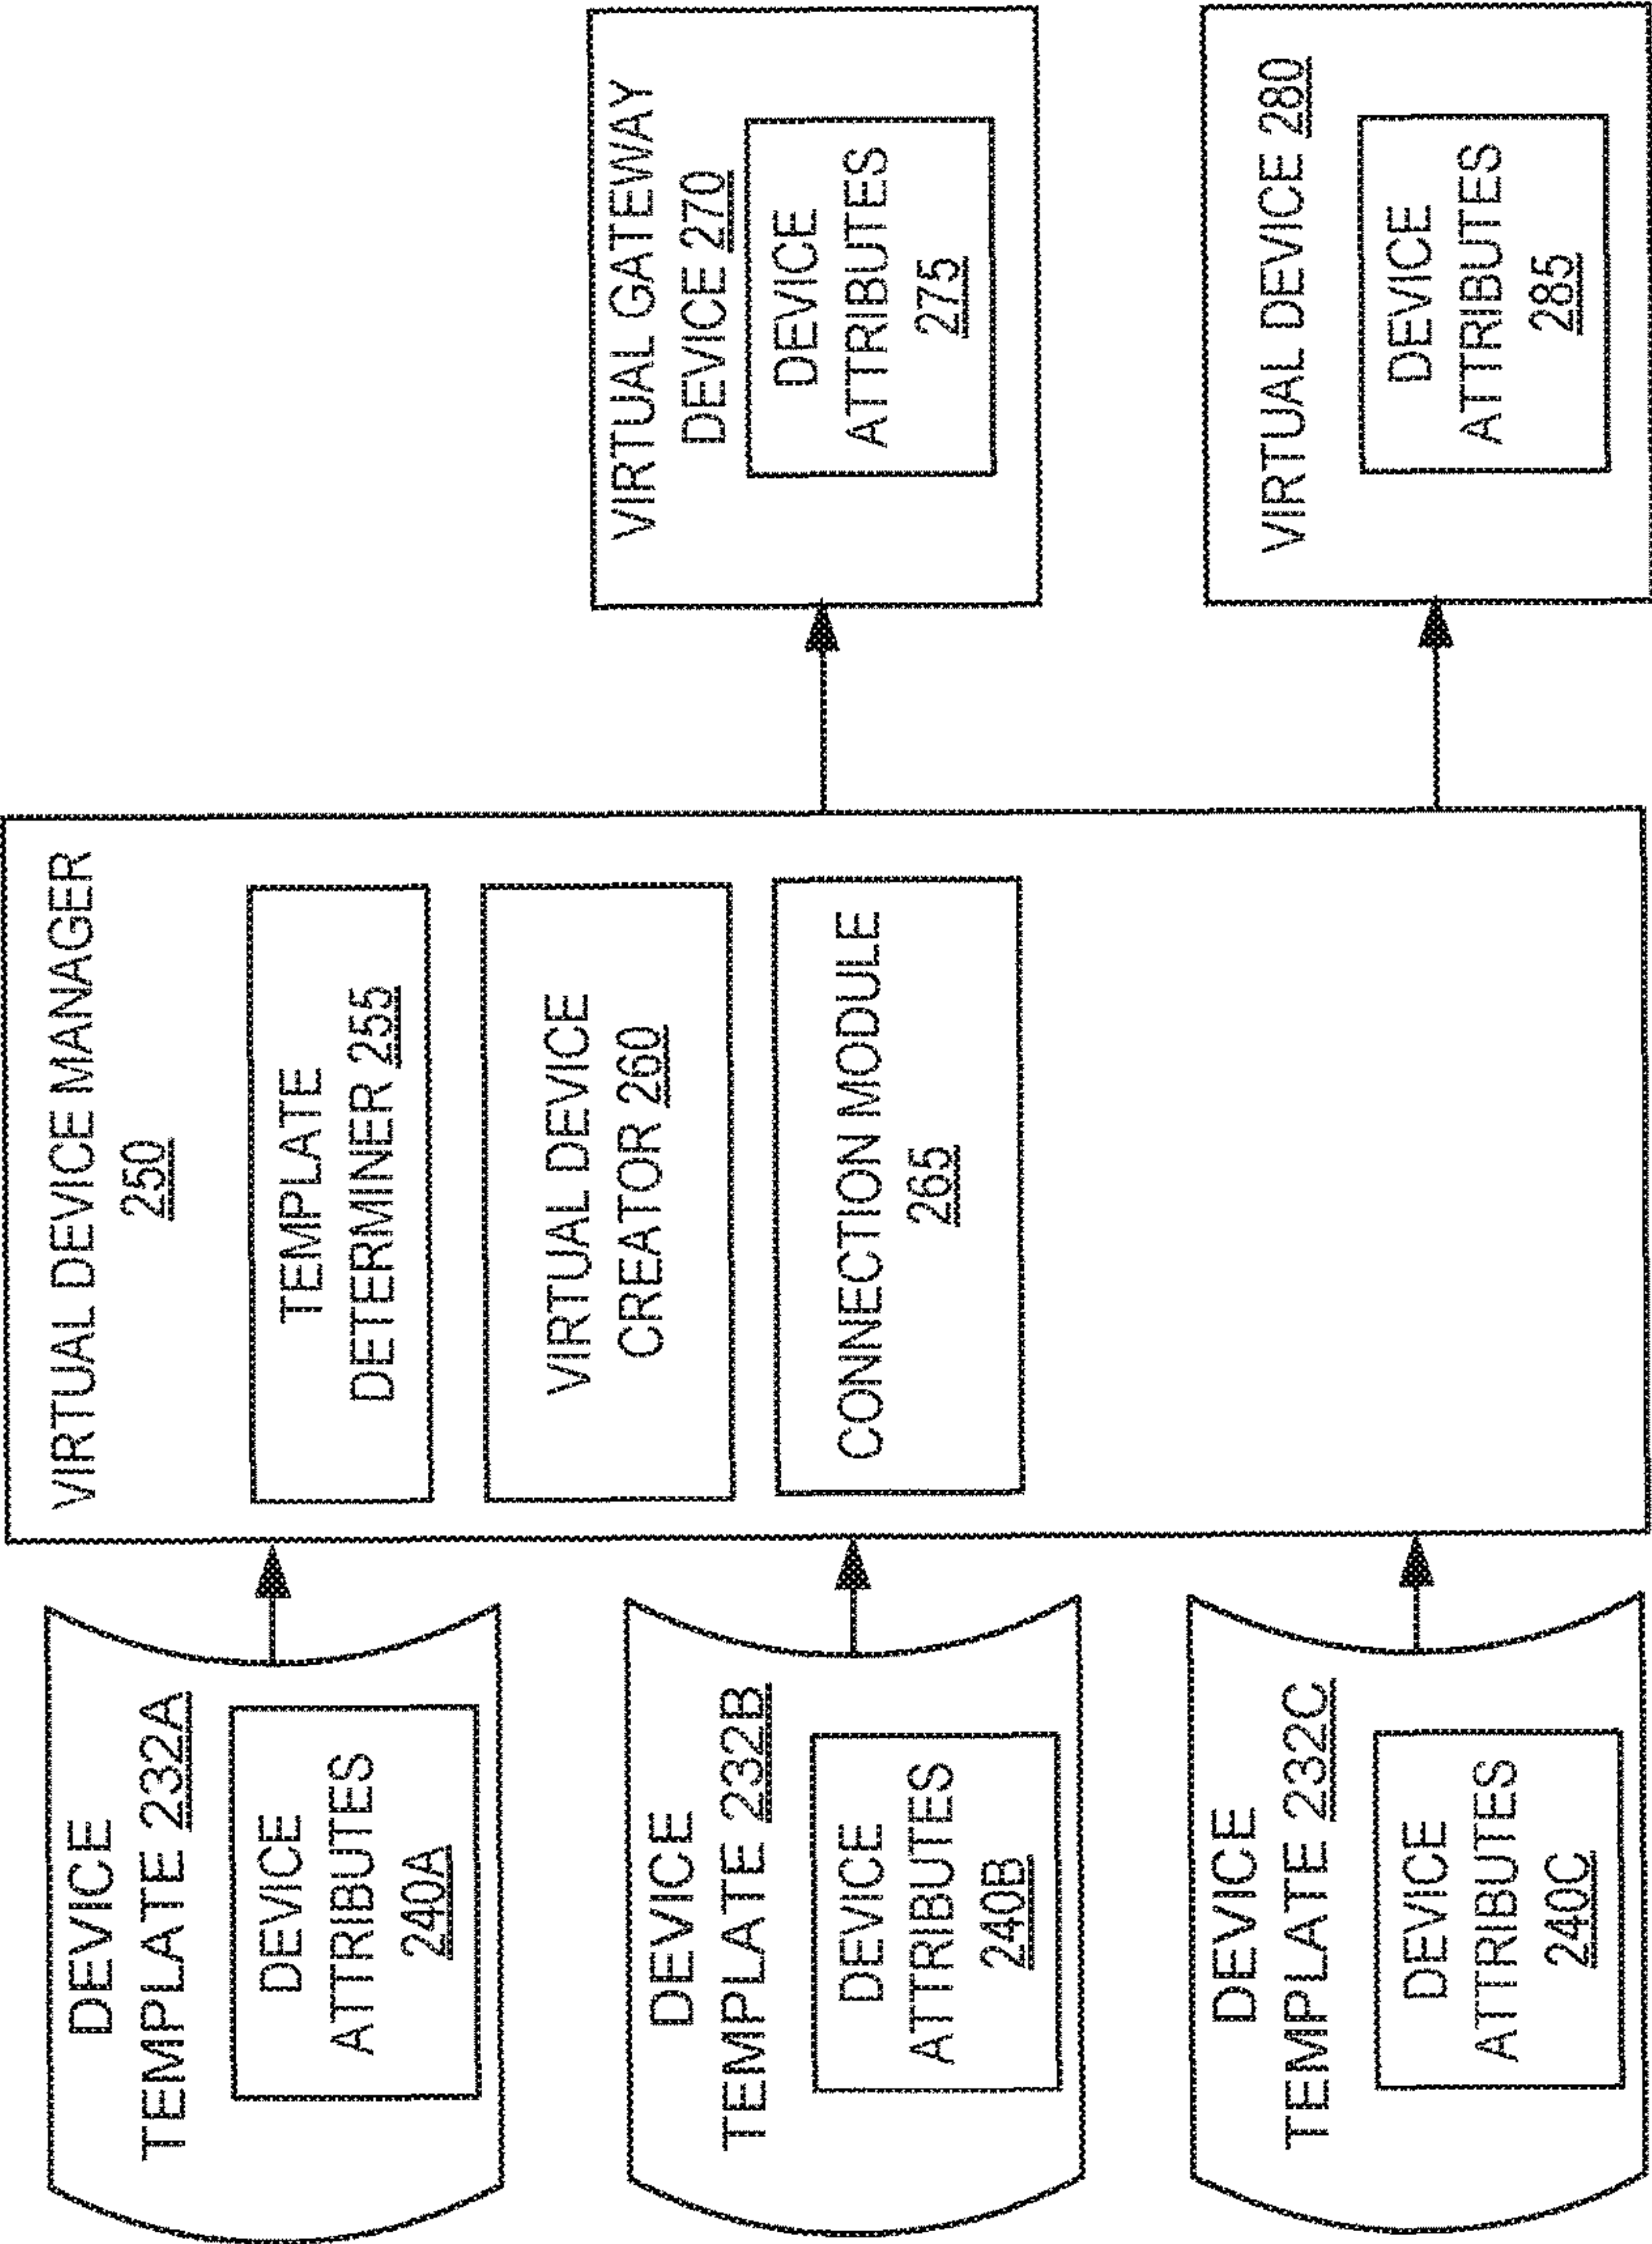 DEVICE
TEMPLATE 232A
DEVICE
ATTRIBUTES
240A
DEVICE
TEMPLATE 232B
DEVICE
ATTRIBUTES
240B
DEVICE
TEMPLATE 232C
DEVICE
ATTRIBUTES
240C
VIRTUAL DEVICE MANAGER
250
TEMPLATE
DETERMINER 255
VIRTUAL DEVICE
CREATOR 260
CONNECTION MODULE
265
VIRTUAL GATEWAY
DEVICE 270
DEVICE
ATTRIBUTES
275
VIRTUAL DEVICE 280
DEVICE
ATTRIBUTES
285